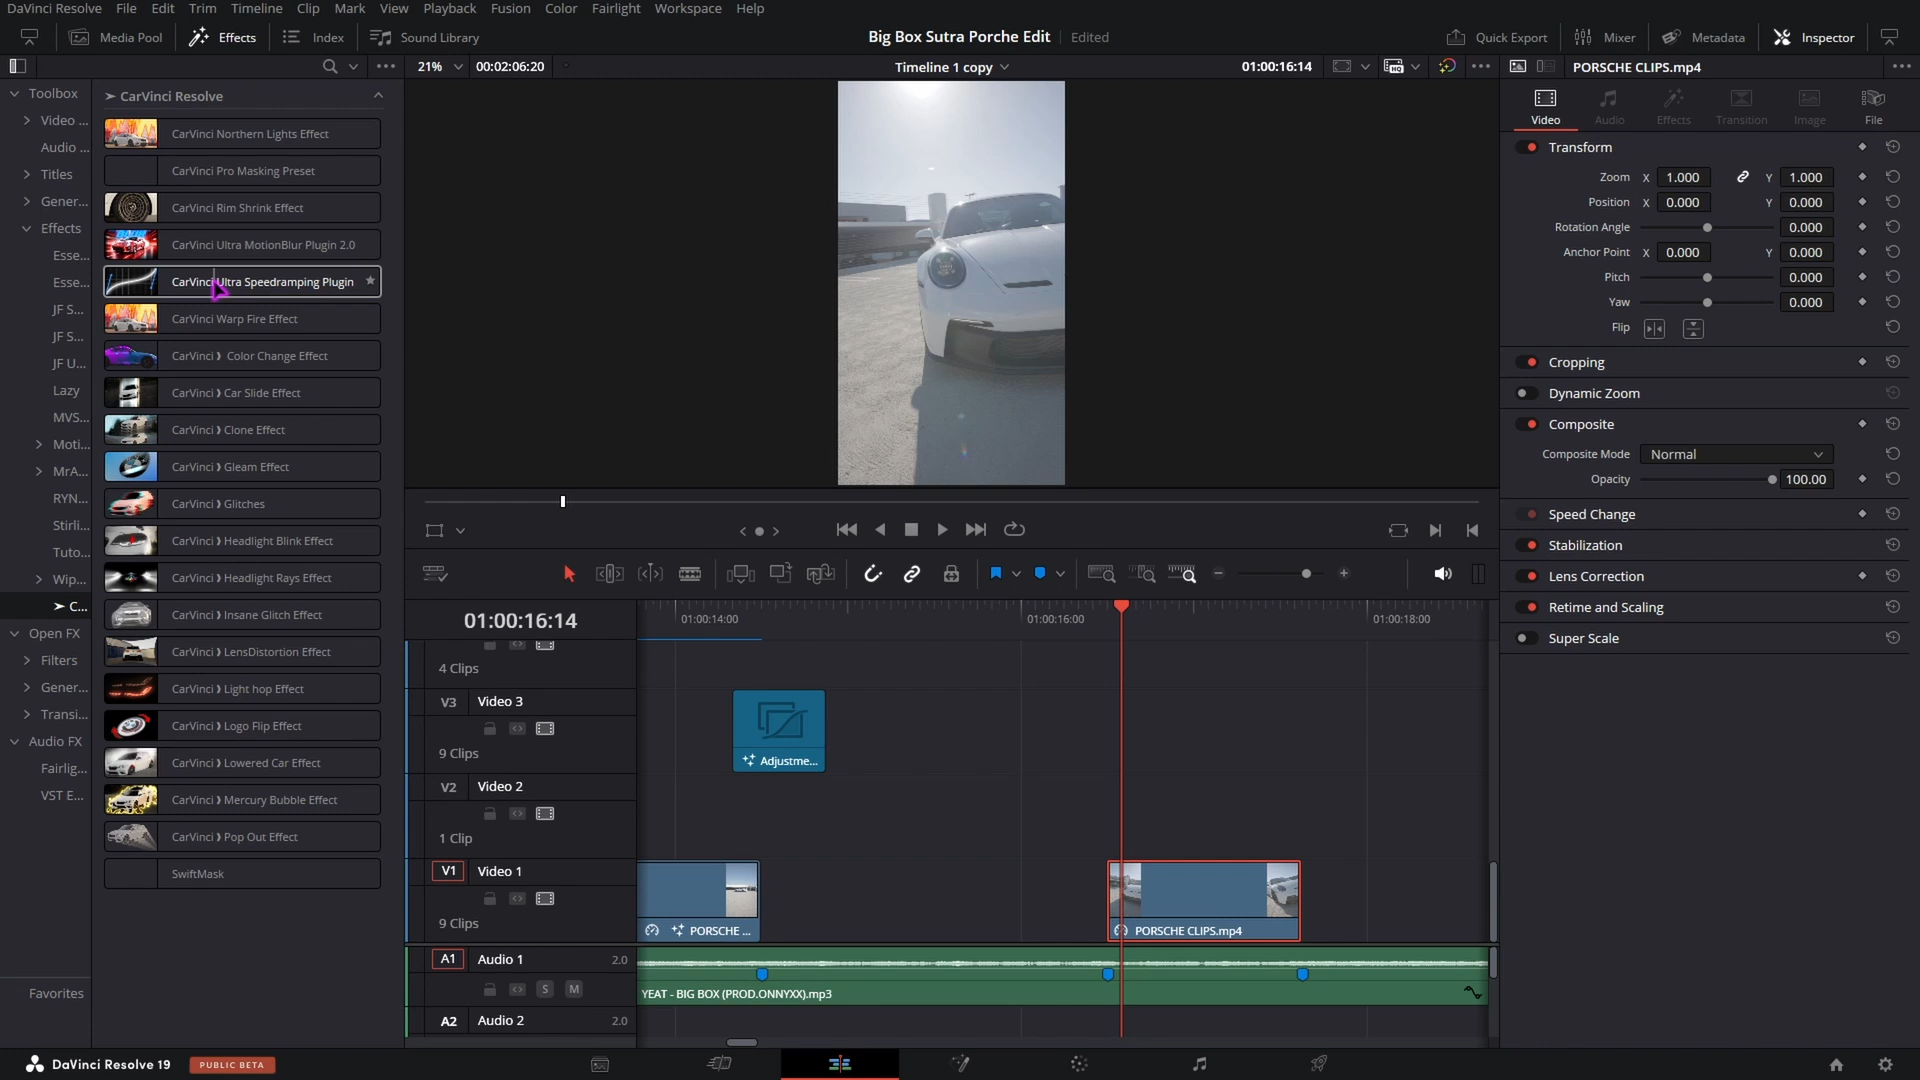 DaVinci Resolve File Edit Trim Timeline Clip Mark View Playback Fusion Color Fairlight Workspace Help
Media Pool Effects Index Sound Library Big Box Sutra Porche Edit Edited Quick Export Mixer Metadata Inspector
21% 00:02:06:20 Timeline 1 copy 01:00:16:14 PORSCHE CLIPS.mp4
Toolbox
Video ...
Audio ...
Titles
Gener...
Effects
Esse...
Esse...
JF S...
JF S...
JF U...
Lazy
MVS...
Moti...
MrA...
RYN...
Stirli...
Tuto...
Wip...
➤ C...
Open FX
Filters
Gener...
Transi...
Audio FX
Fairlig...
VST E...
Favorites
➤ CarVinci Resolve
CarVinci Northern Lights Effect
CarVinci Pro Masking Preset
CarVinci Rim Shrink Effect
CarVinci Ultra MotionBlur Plugin 2.0
CarVinci Ultra Speedramping Plugin
CarVinci Warp Fire Effect
CarVinci ❱ Color Change Effect
CarVinci ❱ Car Slide Effect
CarVinci ❱ Clone Effect
CarVinci ❱ Gleam Effect
CarVinci ❱ Glitches
CarVinci ❱ Headlight Blink Effect
CarVinci ❱ Headlight Rays Effect
CarVinci ❱ Insane Glitch Effect
CarVinci ❱ LensDistortion Effect
CarVinci ❱ Light hop Effect
CarVinci ❱ Logo Flip Effect
CarVinci ❱ Lowered Car Effect
CarVinci ❱ Mercury Bubble Effect
CarVinci ❱ Pop Out Effect
SwiftMask
Video Audio Effects Transition Image File
Transform
Zoom X 1.000 Y 1.000
Position X 0.000 Y 0.000
Rotation Angle 0.000
Anchor Point X 0.000 Y 0.000
Pitch 0.000
Yaw 0.000
Flip
Cropping
Dynamic Zoom
Composite
Composite Mode Normal
Opacity 100.00
Speed Change
Stabilization
Lens Correction
Retime and Scaling
Super Scale
01:00:16:14 01:00:14:00 01:00:16:00 01:00:18:00
4 Clips
V3 Video 3
9 Clips
Adjustme...
V2 Video 2
1 Clip
V1 Video 1
9 Clips
PORSCHE ... PORSCHE CLIPS.mp4
A1 Audio 1 2.0
S M
YEAT - BIG BOX (PROD.ONNYXX).mp3
A2 Audio 2 2.0
DaVinci Resolve 19 PUBLIC BETA